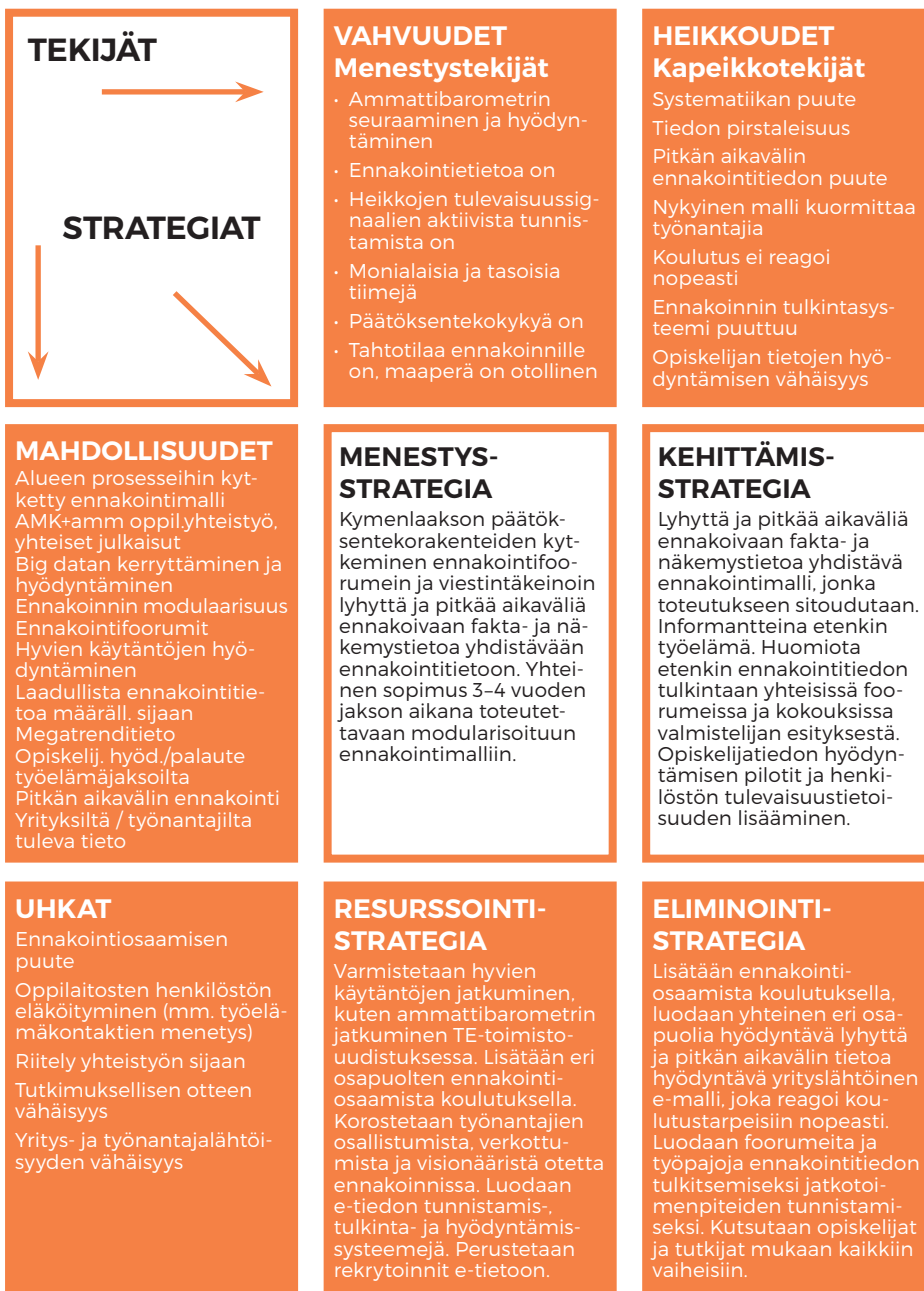 TEKIJÄT
STRATEGIAT
VAHVUUDET
Menestystekijät
• Ammattibarometrin
seuraaminen ja hyödyn-
täminen
• Ennakointietietoa on
• Heikkojen tulevaisuussig-
naalien aktiivista tunnis-
tamista on
• Monialaisia ja tasoisia
tiimejä
• Päätöksentekokykyä on
• Tahtotilaa ennakoinnille
on, maaperä on otollinen
HEIKKOUDET
Kapeikkotekijät
Systematiikan puute
Tiedon pirstaleisuus
Pitkän aikavälin
ennakointitiedon puute
Nykyinen malli kuormittaa
työnantajia
Koulutus ei reagoi
nopeasti
Ennakoinnin tulkintasys-
teemi puuttuu
Opiskelijan tietojen hyö-
dyntämisen vähäisyys
MAHDOLLISUUDET
Alueen prosesseihin kyt-
ketty ennakointimalli
AMK+amm oppil.yhteistyö,
yhteiset julkaisut
Big datan kerryttäminen ja
hyödyntäminen
Ennakoinnin modulaarisuus
Ennakointifoorumit
Hyvien käytäntöjen hyö-
dyntäminen
Laadullista ennakointitie-
toa määräll. sijaan
Megatrenditieto
Opiskelij. hyöd./palaute
työelämäjaksoilta
Pitkän aikavälin ennakointi
Yrityksiltä / työnantajilta
tuleva tieto
MENESTYS-
STRATEGIA
Kymenlaakson päätök-
sentekorakenteiden kyt-
keminen ennakointifoo-
rumein ja viestintäkeinoin
lyhyttä ja pitkää aikaväliä
ennakoivaan fakta- ja nä-
kemystietoa yhdistävään
ennakointitietoon. Yhtei-
nen sopimus 3–4 vuoden
jakson aikana toteutet-
tavaan modularisoituun
ennakointimalliin.
KEHITTÄMIS-
STRATEGIA
Lyhyttä ja pitkää aikaväliä
ennakoivaan fakta- ja
näkemystietoa yhdistävä
ennakointimalli, jonka
toteutukseen sitoudutaan.
Informantteina etenkin
työelämä. Huomiota
etenkin ennakointitiedon
tulkintaan yhteisissä foo-
rumeissa ja kokouksissa
valmistelijan esityksestä.
Opiskelijatiedon hyödyn-
tämisen pilotit ja henki-
löstön tulevaisuustietoi-
suuden lisääminen.
UHKAT
Ennakointiosaamisen
puute
Oppilaitosten henkilöstön
eläköityminen (mm. työelä-
mäkontaktien menetys)
Riitely yhteistyön sijaan
Tutkimuksellisen otteen
vähäisyys
Yritys- ja työnantajalähtöi-
syyden vähäisyys
RESURSSOINTI-
STRATEGIA
Varmistetaan hyvien
käytäntöjen jatkuminen,
kuten ammattibarometrin
jatkuminen TE-toimisto-
uudistuksessa. Lisätään eri
osapuolten ennakointi-
osaamista koulutuksella.
Korostetaan työnantajien
osallistumista, verkottu-
mista ja visionääristä otetta
ennakoinnissa. Luodaan
e-tiedon tunnistamis-,
tulkinta- ja hyödyntämis-
systeemejä. Perustetaan
rekrytoinnit e-tietoon.
ELIMINOINTI-
STRATEGIA
Lisätään ennakointi-
osaamista koulutuksella,
luodaan yhteinen eri osa-
puolia hyödyntävä lyhyttä
ja pitkän aikavälin tietoa
hyödyntävä yrityslähtöinen
e-malli, joka reagoi kou-
lutustarpeisiin nopeasti.
Luodaan foorumeita ja
työpajoja ennakointitiedon
tulkitsemiseksi jatkotoi-
menpiteiden tunnistami-
seksi. Kutsutaan opiskelijat
ja tutkijat mukaan kaikkiin
vaiheisiin.